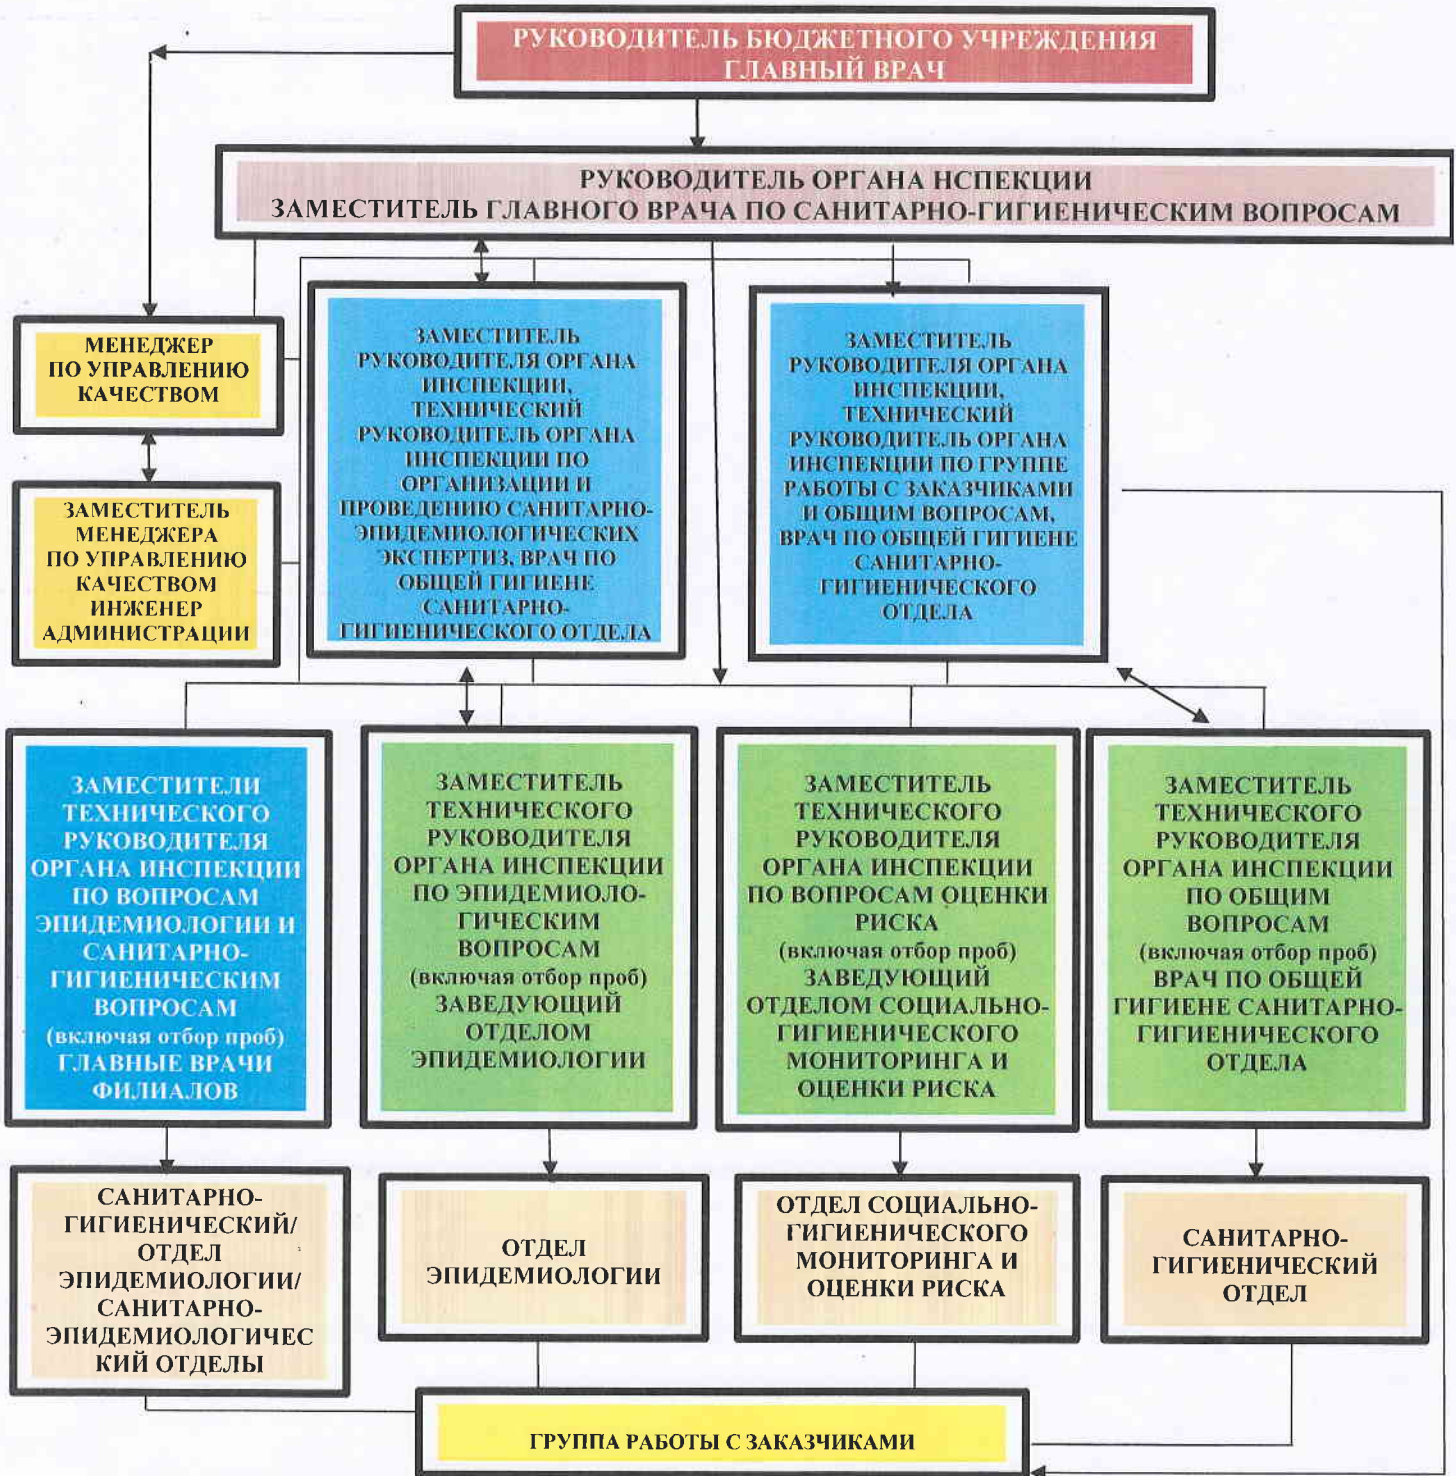 РУКОВОДИТЕЛЬ БЮДЖЕТНОГО УЧРЕЖДЕНИЯ
ГЛАВНЫЙ ВРАЧ
РУКОВОДИТЕЛЬ ОРГАНА НСПЕКЦИИ
ЗАМЕСТИТЕЛЬ ГЛАВНОГО ВРАЧА ПО САНИТАРНО-ГИГИЕНИЧЕСКИМ ВОПРОСАМ
МЕНЕДЖЕР
ПО УПРАВЛЕНИЮ
КАЧЕСТВОМ
ЗАМЕСТИТЕЛЬ
МЕНЕДЖЕРА
ПО УПРАВЛЕНИЮ
КАЧЕСТВОМ
ИНЖЕНЕР
АДМИНИСТРАЦИИ
ЗАМЕСТИТЕЛЬ
РУКОВОДИТЕЛЯ ОРГАНА
ИНСПЕКЦИИ,
ТЕХНИЧЕСКИЙ
РУКОВОДИТЕЛЬ ОРГАНА
ИНСПЕКЦИИ ПО
ОРГАНИЗАЦИИ И
ПРОВЕДЕНИЮ САНИТАРНО-
ЭПИДЕМИОЛОГИЧЕСКИХ
ЭКСПЕРТИЗ, ВРАЧ ПО
ОБЩЕЙ ГИГИЕНЕ
САНИТАРНО-
ГИГИЕНИЧЕСКОГО ОТДЕЛА
ЗАМЕСТИТЕЛЬ
РУКОВОДИТЕЛЯ ОРГАНА
ИНСПЕКЦИИ,
ТЕХНИЧЕСКИЙ
РУКОВОДИТЕЛЬ ОРГАНА
ИНСПЕКЦИИ ПО ГРУППЕ
РАБОТЫ С ЗАКАЗЧИКАМИ
И ОБЩИМ ВОПРОСАМ,
ВРАЧ ПО ОБЩЕЙ ГИГИЕНЕ
САНИТАРНО-
ГИГИЕНИЧЕСКОГО
ОТДЕЛА
ЗАМЕСТИТЕЛИ
ТЕХНИЧЕСКОГО
РУКОВОДИТЕЛЯ
ОРГАНА ИНСПЕКЦИИ
ПО ВОПРОСАМ
ЭПИДЕМИОЛОГИИ И
САНИТАРНО-
ГИГИЕНИЧЕСКИМ
ВОПРОСАМ
(включая отбор проб)
ГЛАВНЫЕ ВРАЧИ
ФИЛИАЛОВ
ЗАМЕСТИТЕЛЬ
ТЕХНИЧЕСКОГО
РУКОВОДИТЕЛЯ
ОРГАНА ИНСПЕКЦИИ
ПО ЭПИДЕМИОЛО-
ГИЧЕСКИМ
ВОПРОСАМ
(включая отбор проб)
ЗАВЕДУЮЩИЙ
ОТДЕЛОМ
ЭПИДЕМИОЛОГИИ
ЗАМЕСТИТЕЛЬ
ТЕХНИЧЕСКОГО
РУКОВОДИТЕЛЯ
ОРГАНА ИНСПЕКЦИИ
ПО ВОПРОСАМ ОЦЕНКИ
РИСКА
(включая отбор проб)
ЗАВЕДУЮЩИЙ
ОТДЕЛОМ СОЦИАЛЬНО-
ГИГИЕНИЧЕСКОГО
МОНИТОРИНГА И
ОЦЕНКИ РИСКА
ЗАМЕСТИТЕЛЬ
ТЕХНИЧЕСКОГО
РУКОВОДИТЕЛЯ
ОРГАНА ИНСПЕКЦИИ
ПО ОБЩИМ
ВОПРОСАМ
(включая отбор проб)
ВРАЧ ПО ОБЩЕЙ
ГИГИЕНЕ САНИТАРНО-
ГИГИЕНИЧЕСКОГО
ОТДЕЛА
САНИТАРНО-
ГИГИЕНИЧЕСКИЙ/
ОТДЕЛ
ЭПИДЕМИОЛОГИИ/
САНИТАРНО-
ЭПИДЕМИОЛОГИЧЕС
КИЙ ОТДЕЛЫ
ОТДЕЛ
ЭПИДЕМИОЛОГИИ
ОТДЕЛ СОЦИАЛЬНО-
ГИГИЕНИЧЕСКОГО
МОНИТОРИНГА И
ОЦЕНКИ РИСКА
САНИТАРНО-
ГИГИЕНИЧЕСКИЙ
ОТДЕЛ
ГРУППА РАБОТЫ С ЗАКАЗЧИКАМИ